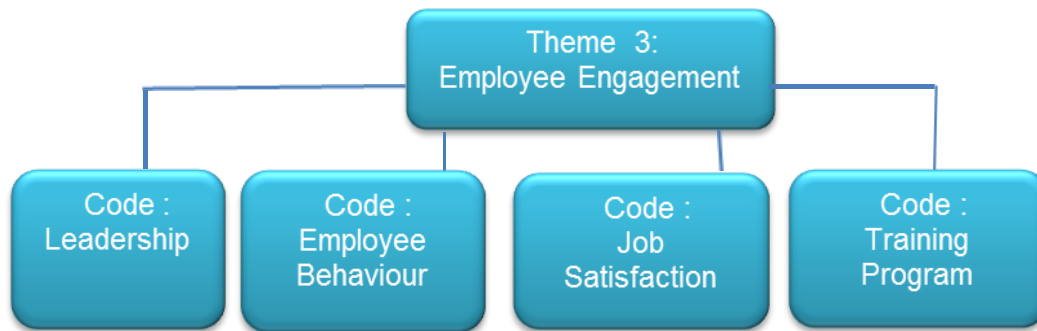 Theme 3:
Employee Engagement
Code :
Leadership
Code :
Employee
Behaviour
Code :
Job
Satisfaction
Code :
Training
Program